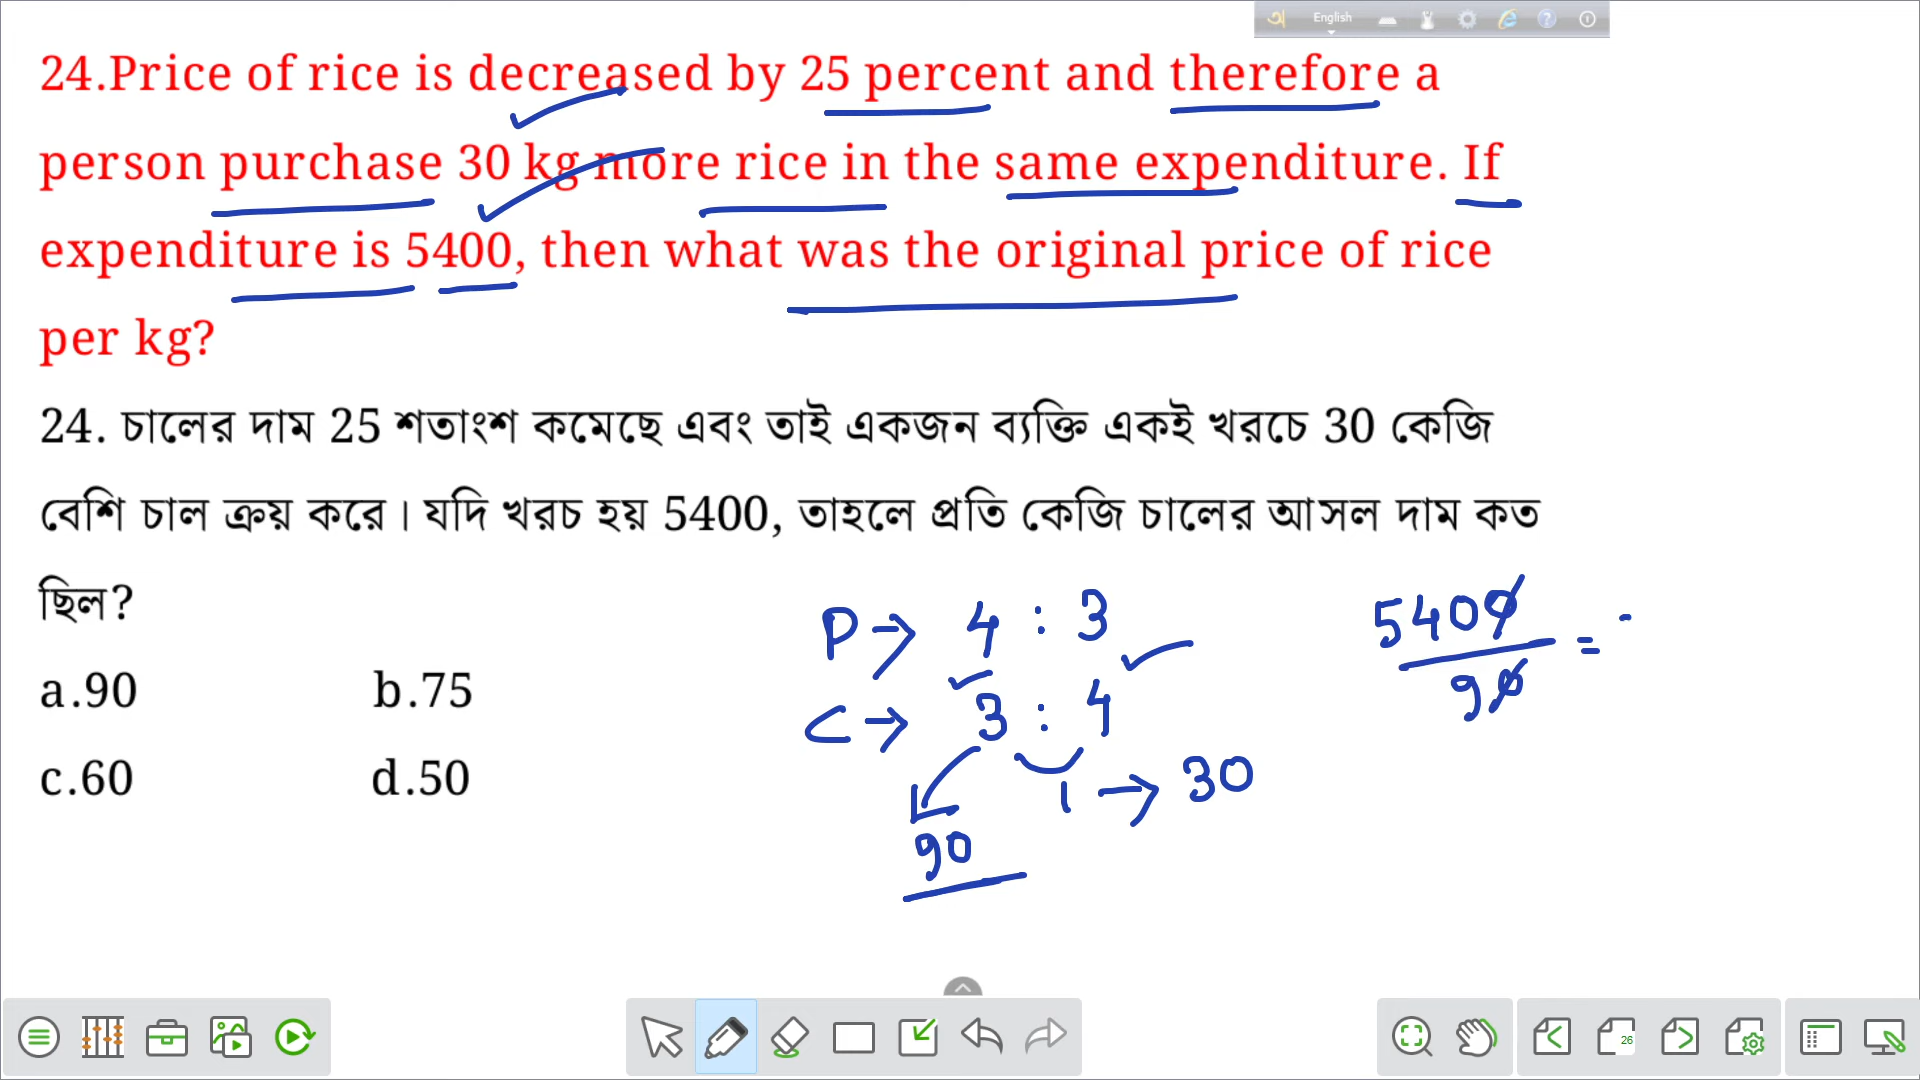 English
24.Price of rice is decreased by 25 percent and therefore a
person purchase 30 kg more rice in the same expenditure. If
expenditure is 5400, then what was the original price of rice
per kg?
24. চালের দাম 25 শতাংশ কমেছে এবং তাই একজন ব্যক্তি একই খরচে 30 কেজি
বেশি চাল ক্রয় করে। যদি খরচ হয় 5400, তাহলে প্রতি কেজি চালের আসল দাম কত
ছিল?
a.90 b.75
c.60 d.50
P → 4 : 3
C → 3 : 4
1 → 30
90
5400
90 =
26